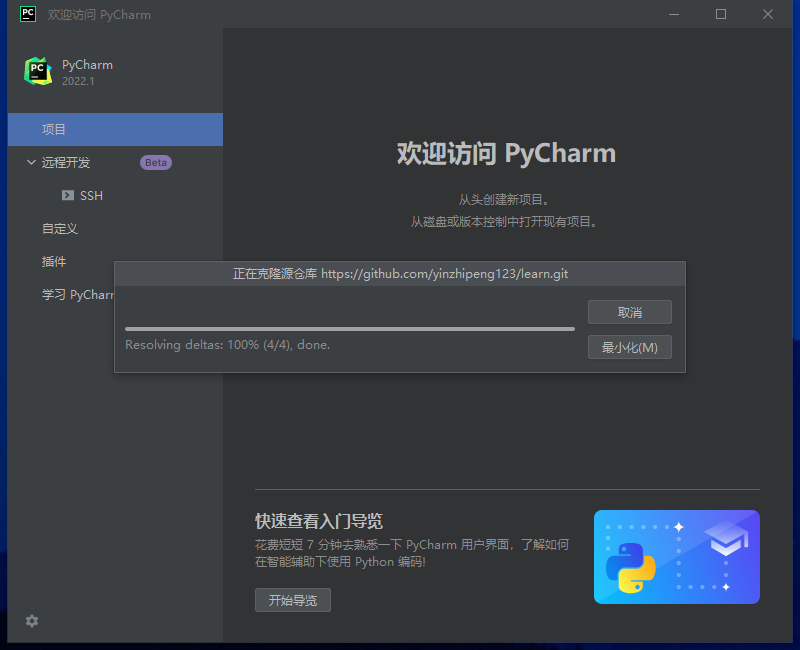 PC 欢迎访问 PyCharm
PC
PyCharm
2022.1
项目
远程开发 Beta
SSH
自定义
插件
学习 PyCharm
欢迎访问 PyCharm
从头创建新项目。
从磁盘或版本控制中打开现有项目。
正在克隆源仓库 https://github.com/yinzhipeng123/learn.git
取消
Resolving deltas: 100% (4/4), done.
最小化(M)
快速查看入门导览
花费短短 7 分钟去熟悉一下 PyCharm 用户界面，了解如何
在智能辅助下使用 Python 编码!
开始导览